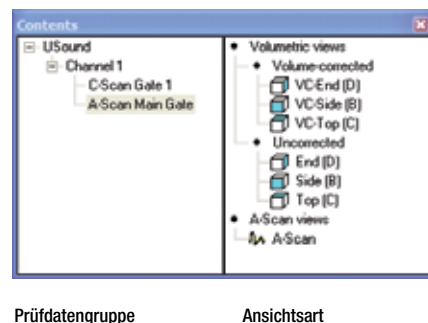 Contents
USound
Channel 1
C-Scan Gate 1
A-Scan Main Gate
Volumetric views
Volume-corrected
VC-End (D)
VC-Side (B)
VC-Top (C)
Uncorrected
End (D)
Side (B)
Top (C)
A-Scan views
A-Scan
Prüfdatengruppe Ansichtsart